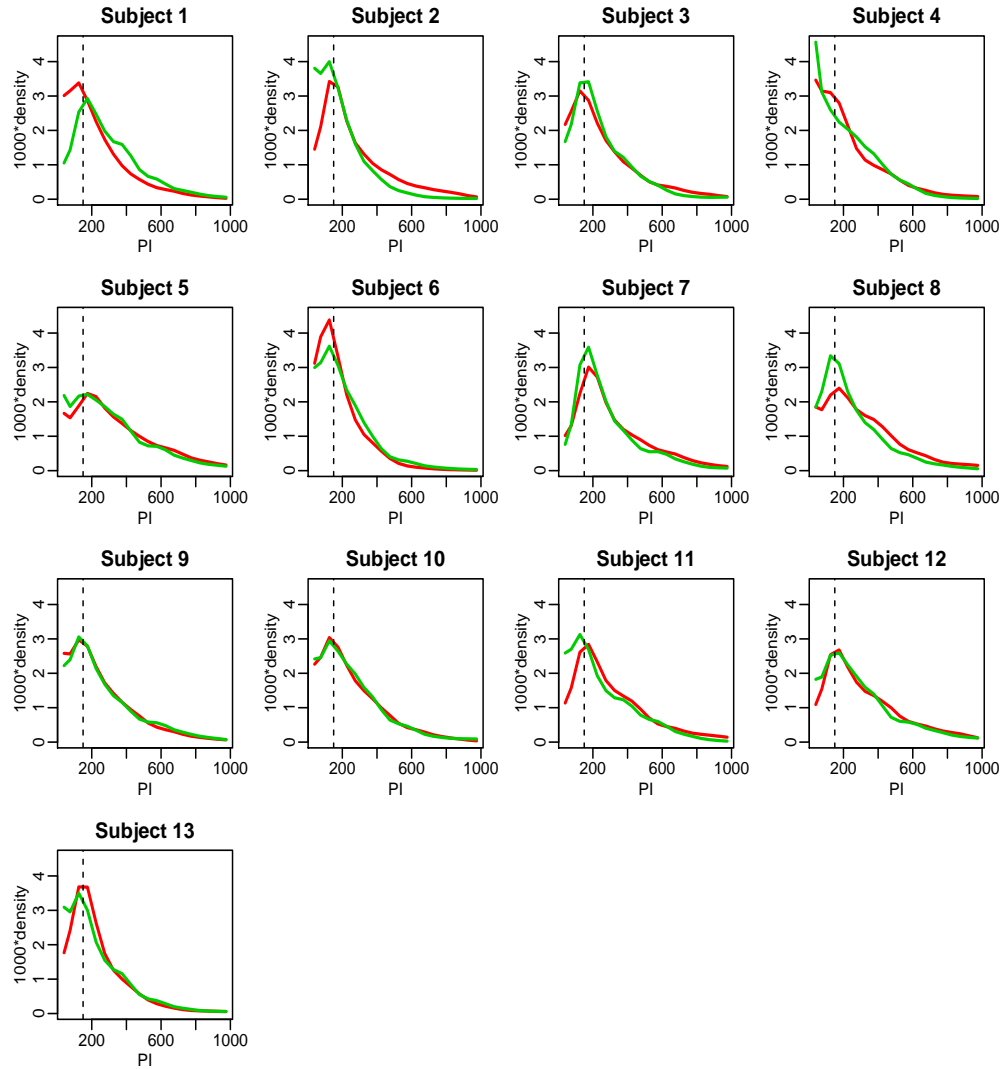 Subject 1 Subject 2 Subject 3 Subject 4
1000*density 1000*density 1000*density 1000*density
4 4 4 4
3 3 3 3
2 2 2 2
1 1 1 1
0 0 0 0
200 600 1000 200 600 1000 200 600 1000 200 600 1000
PI PI PI PI
Subject 5 Subject 6 Subject 7 Subject 8
1000*density 1000*density 1000*density 1000*density
4 4 4 4
3 3 3 3
2 2 2 2
1 1 1 1
0 0 0 0
200 600 1000 200 600 1000 200 600 1000 200 600 1000
PI PI PI PI
Subject 9 Subject 10 Subject 11 Subject 12
1000*density 1000*density 1000*density 1000*density
4 4 4 4
3 3 3 3
2 2 2 2
1 1 1 1
0 0 0 0
200 600 1000 200 600 1000 200 600 1000 200 600 1000
PI PI PI PI
Subject 13
1000*density
4
3
2
1
0
200 600 1000
PI